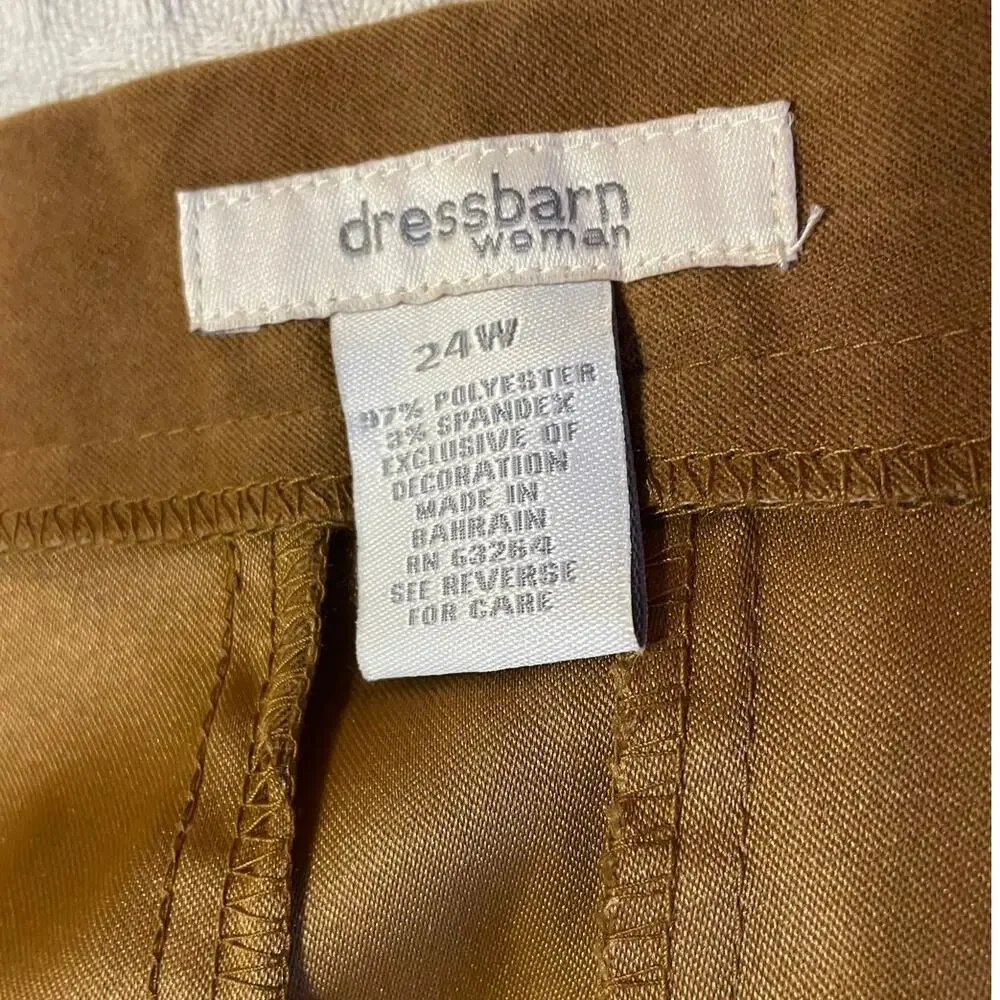 dressbarn
woman
24W
97% POLYESTER
3% SPANDEX
EXCLUSIVE OF
DECORATION
MADE IN
BAHRAIN
RN 63264
SEE REVERSE
FOR CARE